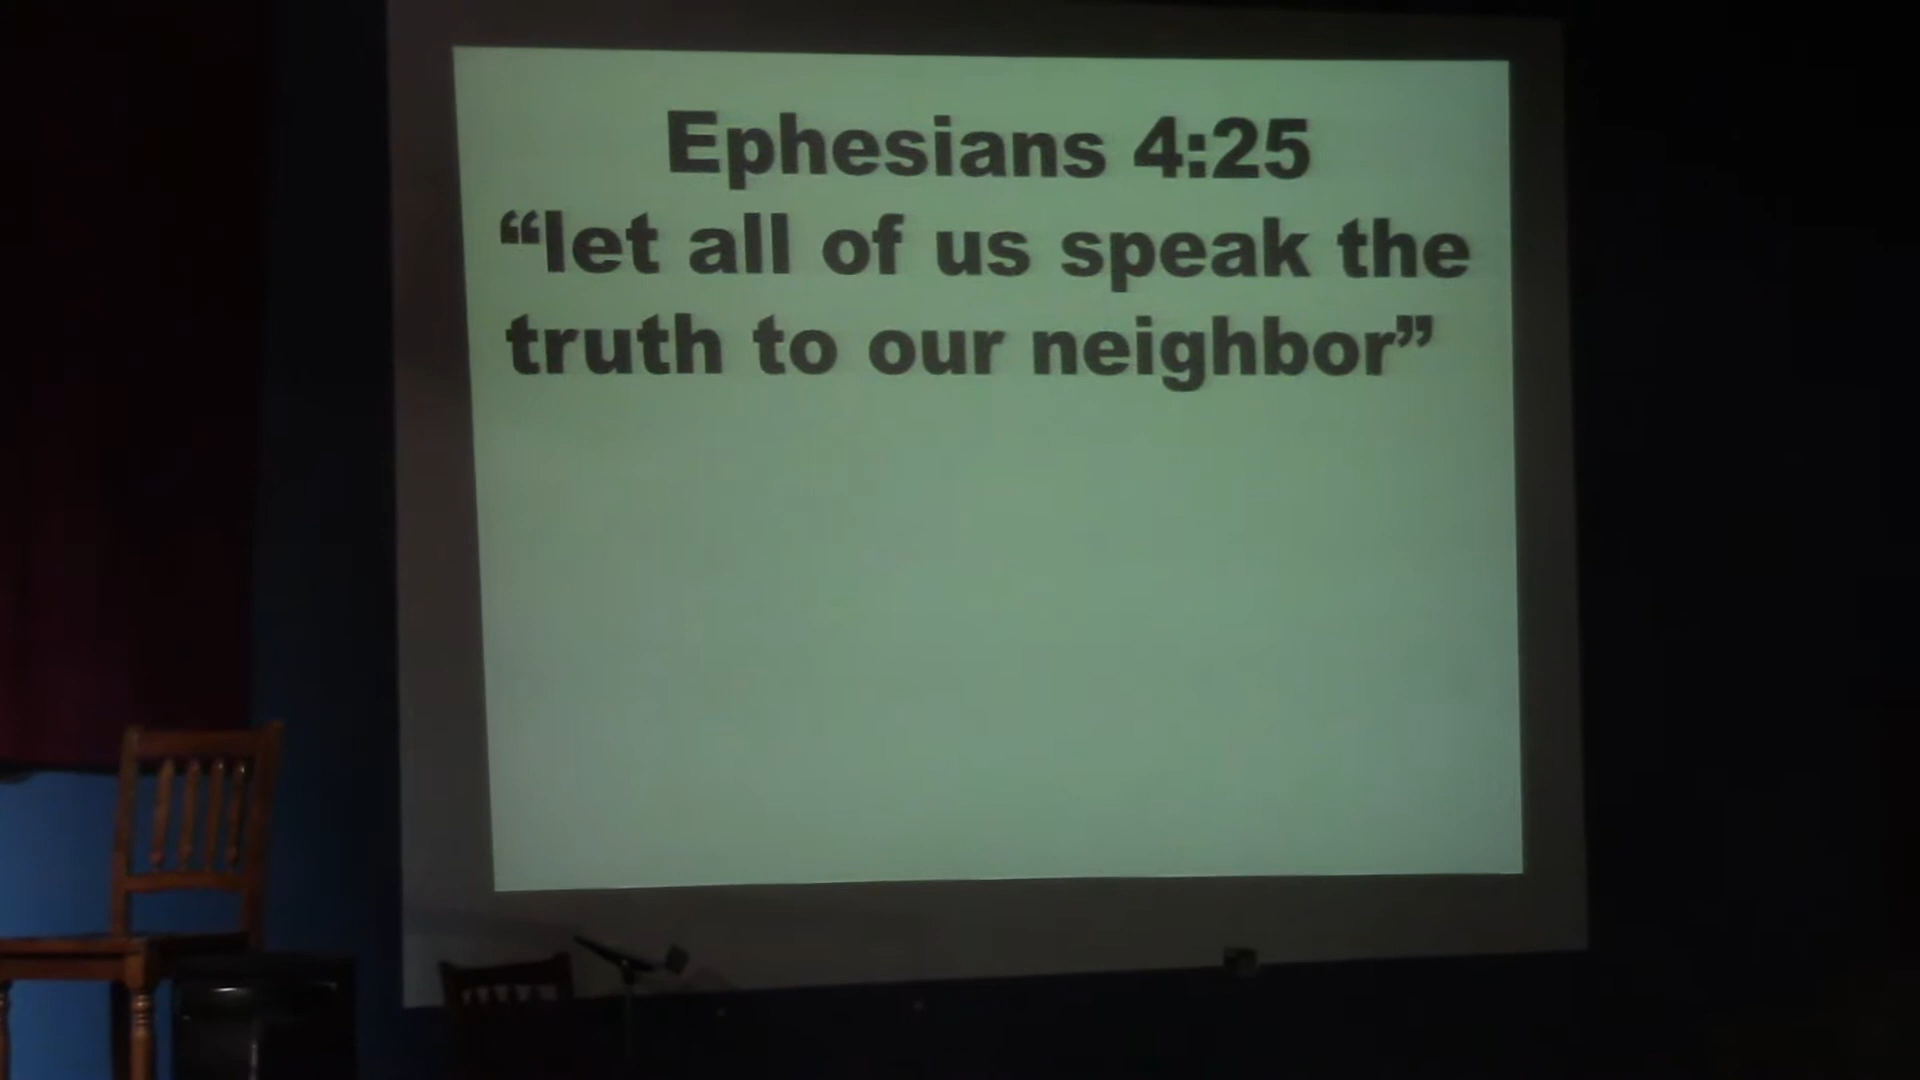 Ephesians 4:25
“let all of us speak the
truth to our neighbor”